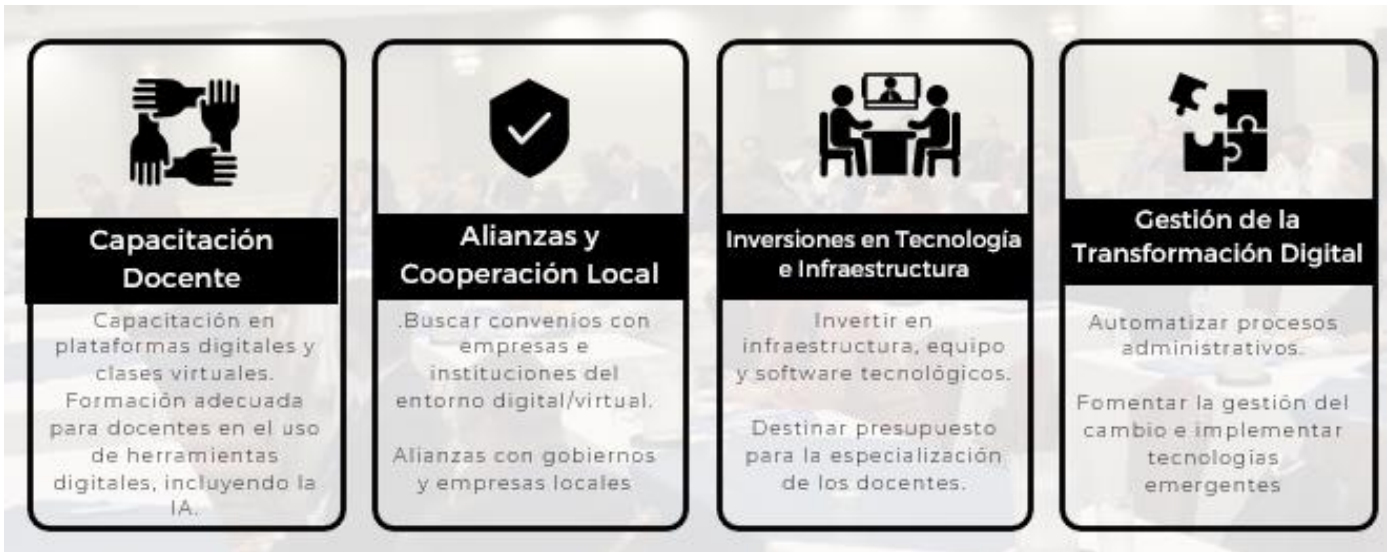 Capacitación
Docente
Capacitación en
plataformas digitales y
clases virtuales.
Formación adecuada
para docentes en el uso
de herramientas
digitales, incluyendo la
IA.
Alianzas y
Cooperación Local
.Buscar convenios con
empresas e
instituciones del
entorno digital/virtual.
Alianzas con gobiernos
y empresas locales
Inversiones en Tecnología
e Infraestructura
Invertir en
infraestructura, equipo
y software tecnológicos.
Destinar presupuesto
para la especialización
de los docentes.
Gestión de la
Transformación Digital
Automatizar procesos
administrativos.
Fomentar la gestión del
cambio e implementar
tecnologías
emergentes